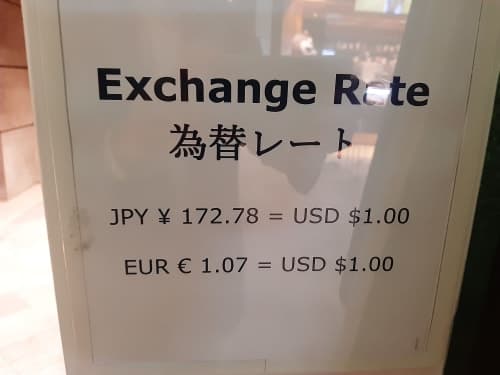 Exchange Rate
為替レート
JPY ¥ 172.78 = USD $1.00
EUR € 1.07 = USD $1.00